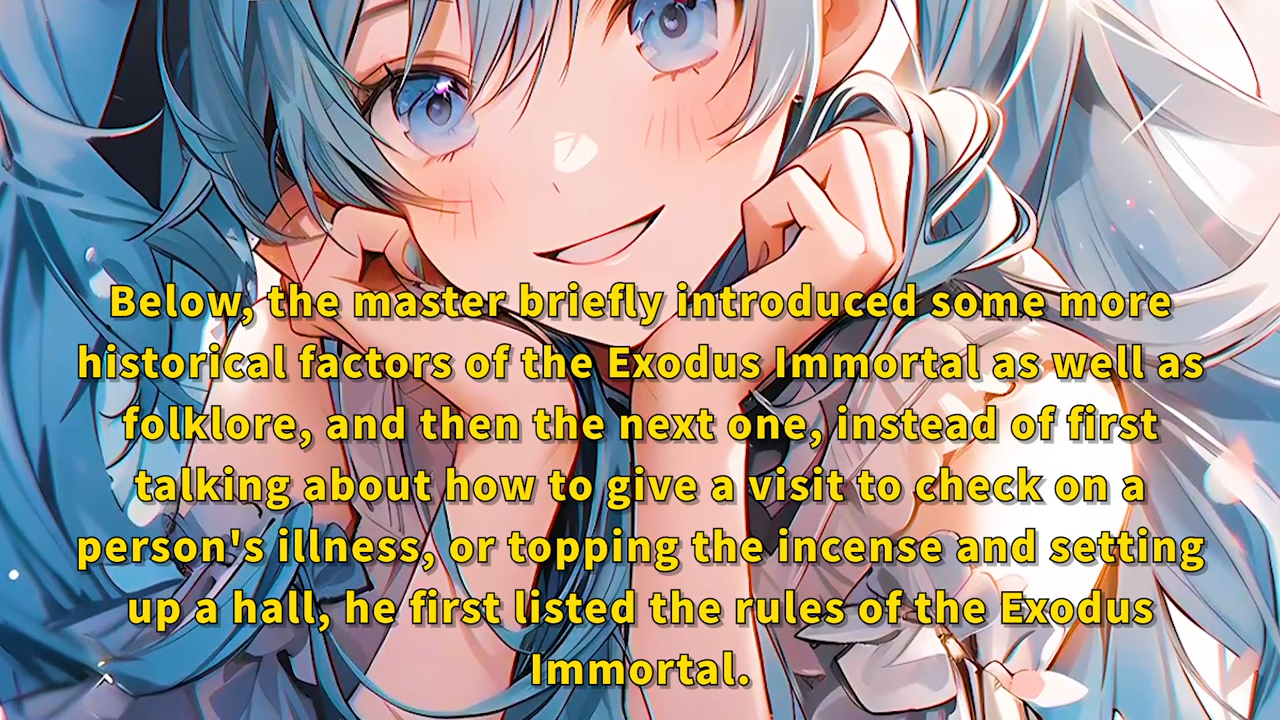 Below, the master briefly introduced some more
historical factors of the Exodus Immortal as well as
folklore, and then the next one, instead of first
talking about how to give a visit to check on a
person's illness, or topping the incense and setting
up a hall, he first listed the rules of the Exodus
Immortal.